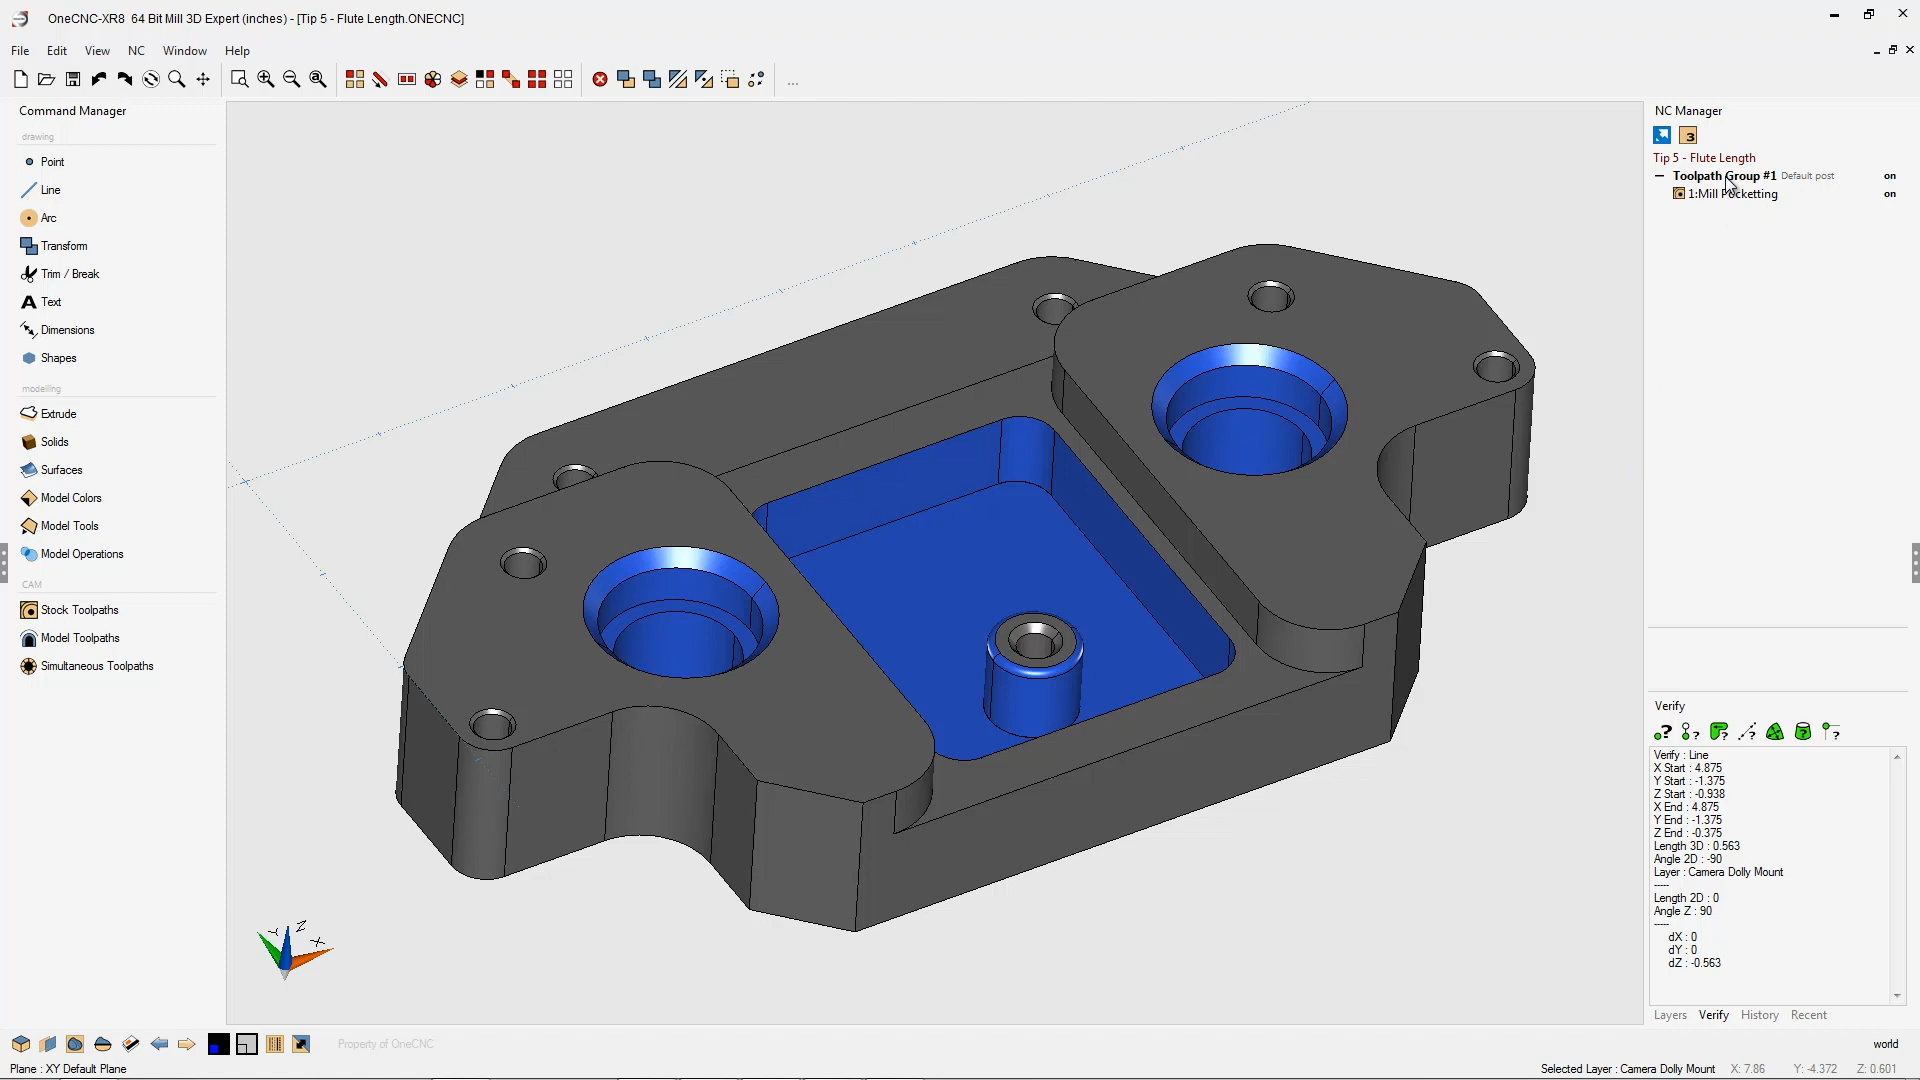 OneCNC-XR8 64 Bit Mill 3D Expert (inches) - [Tip 5 - Flute Length.ONECNC]
File Edit View NC Window Help
...
Command Manager
drawing
Point
Line
Arc
Transform
Trim / Break
Text
Dimensions
Shapes
modelling
Extrude
Solids
Surfaces
Model Colors
Model Tools
Model Operations
CAM
Stock Toolpaths
Model Toolpaths
Simultaneous Toolpaths
Z
Y
X
NC Manager
3
Tip 5 - Flute Length
Toolpath Group #1 Default post on
1:Mill Pocketting on
Verify
Verify : Line
X Start : 4.875
Y Start : -1.375
Z Start : -0.938
X End : 4.875
Y End : -1.375
Z End : -0.375
Length 3D : 0.563
Angle 2D : -90
Layer : Camera Dolly Mount
-----
Length 2D : 0
Angle Z : 90
-----
dX : 0
dY : 0
dZ : -0.563
Layers Verify History Recent
Property of OneCNC
world
Plane : XY Default Plane
Selected Layer : Camera Dolly Mount X: 7.86 Y: -4.372 Z: 0.601